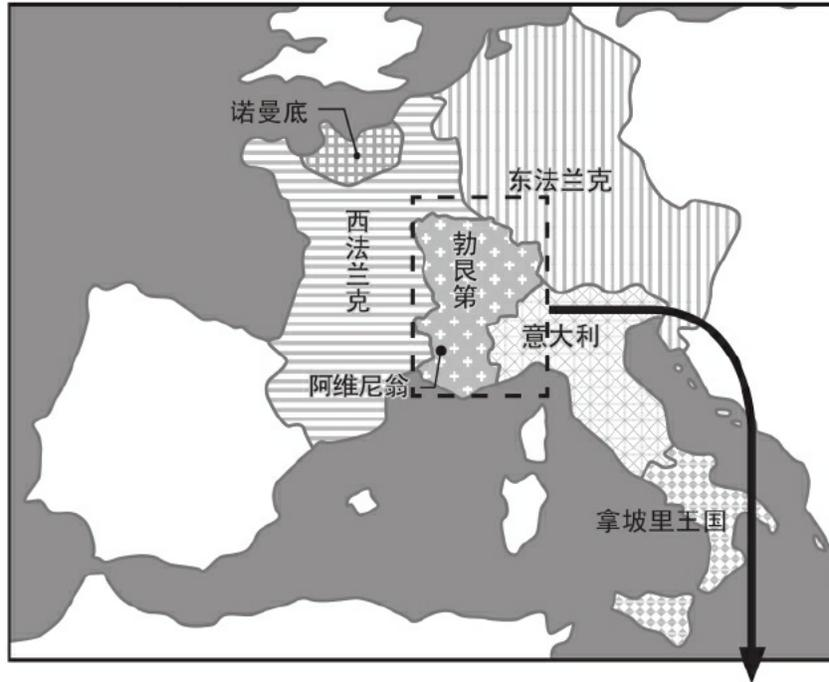 诺曼底
东法兰克
西法兰克
勃艮第
意大利
阿维尼翁
拿坡里王国